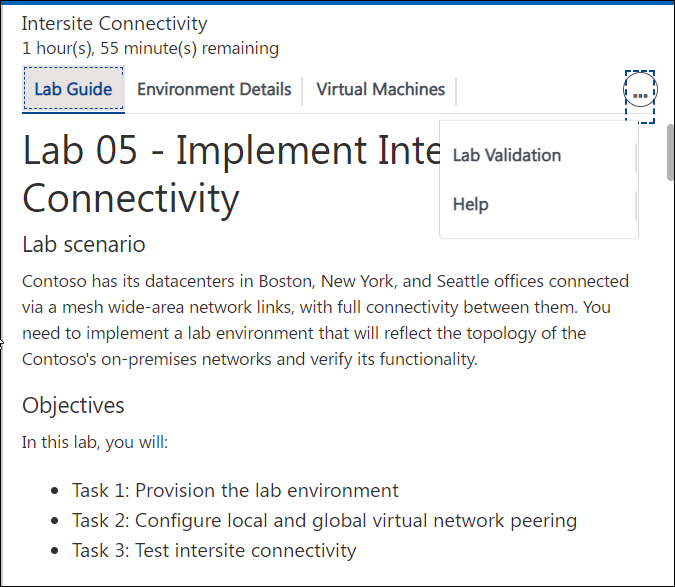 Intersite Connectivity
1 hour(s), 55 minute(s) remaining
Lab Guide
Environment Details
Virtual Machines
...
Lab Validation
Help
Lab 05 - Implement Inte
Connectivity
Lab scenario
Contoso has its datacenters in Boston, New York, and Seattle offices connected
via a mesh wide-area network links, with full connectivity between them. You
need to implement a lab environment that will reflect the topology of the
Contoso's on-premises networks and verify its functionality.
Objectives
In this lab, you will:
• Task 1: Provision the lab environment
• Task 2: Configure local and global virtual network peering
• Task 3: Test intersite connectivity